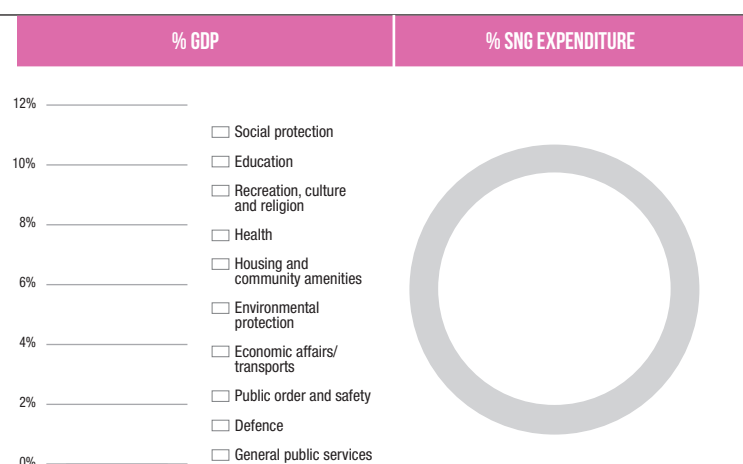 % GDP
% SNG EXPENDITURE
12%
10%
8%
6%
4%
2%
0%
Social protection
Education
Recreation, culture
and religion
Health
Housing and
community amenities
Environmental
protection
Economic affairs/
transports
Public order and safety
Defence
General public services